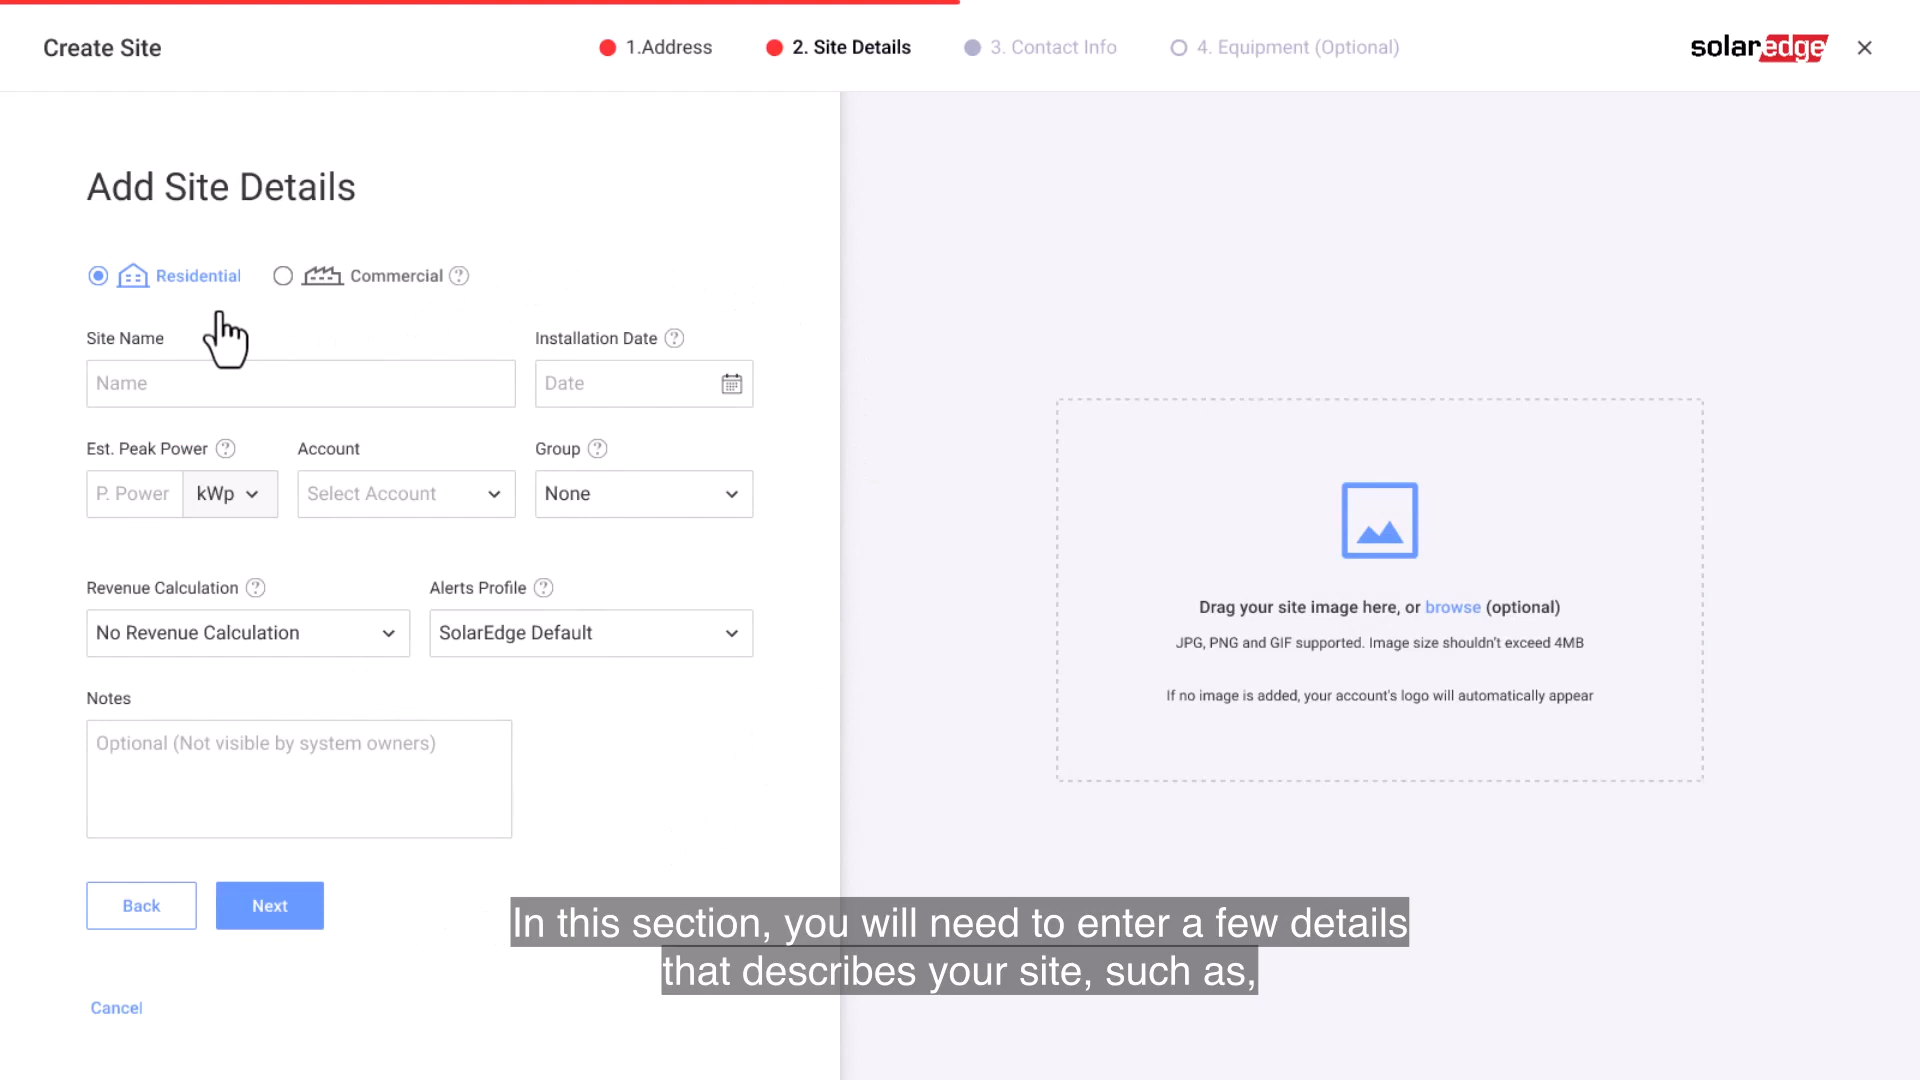 Create Site
1.Address
2. Site Details
3. Contact Info
4. Equipment (Optional)
solaredge
Add Site Details
Residential
Commercial ?
Site Name
Installation Date ?
Name
Date
Est. Peak Power ?
Account
Group ?
P. Power
kWp
Select Account
None
Revenue Calculation ?
Alerts Profile ?
No Revenue Calculation
SolarEdge Default
Notes
Optional (Not visible by system owners)
Back
Next
Cancel
Drag your site image here, or browse (optional)
JPG, PNG and GIF supported. Image size shouldn't exceed 4MB
If no image is added, your account's logo will automatically appear
In this section, you will need to enter a few details
that describes your site, such as,